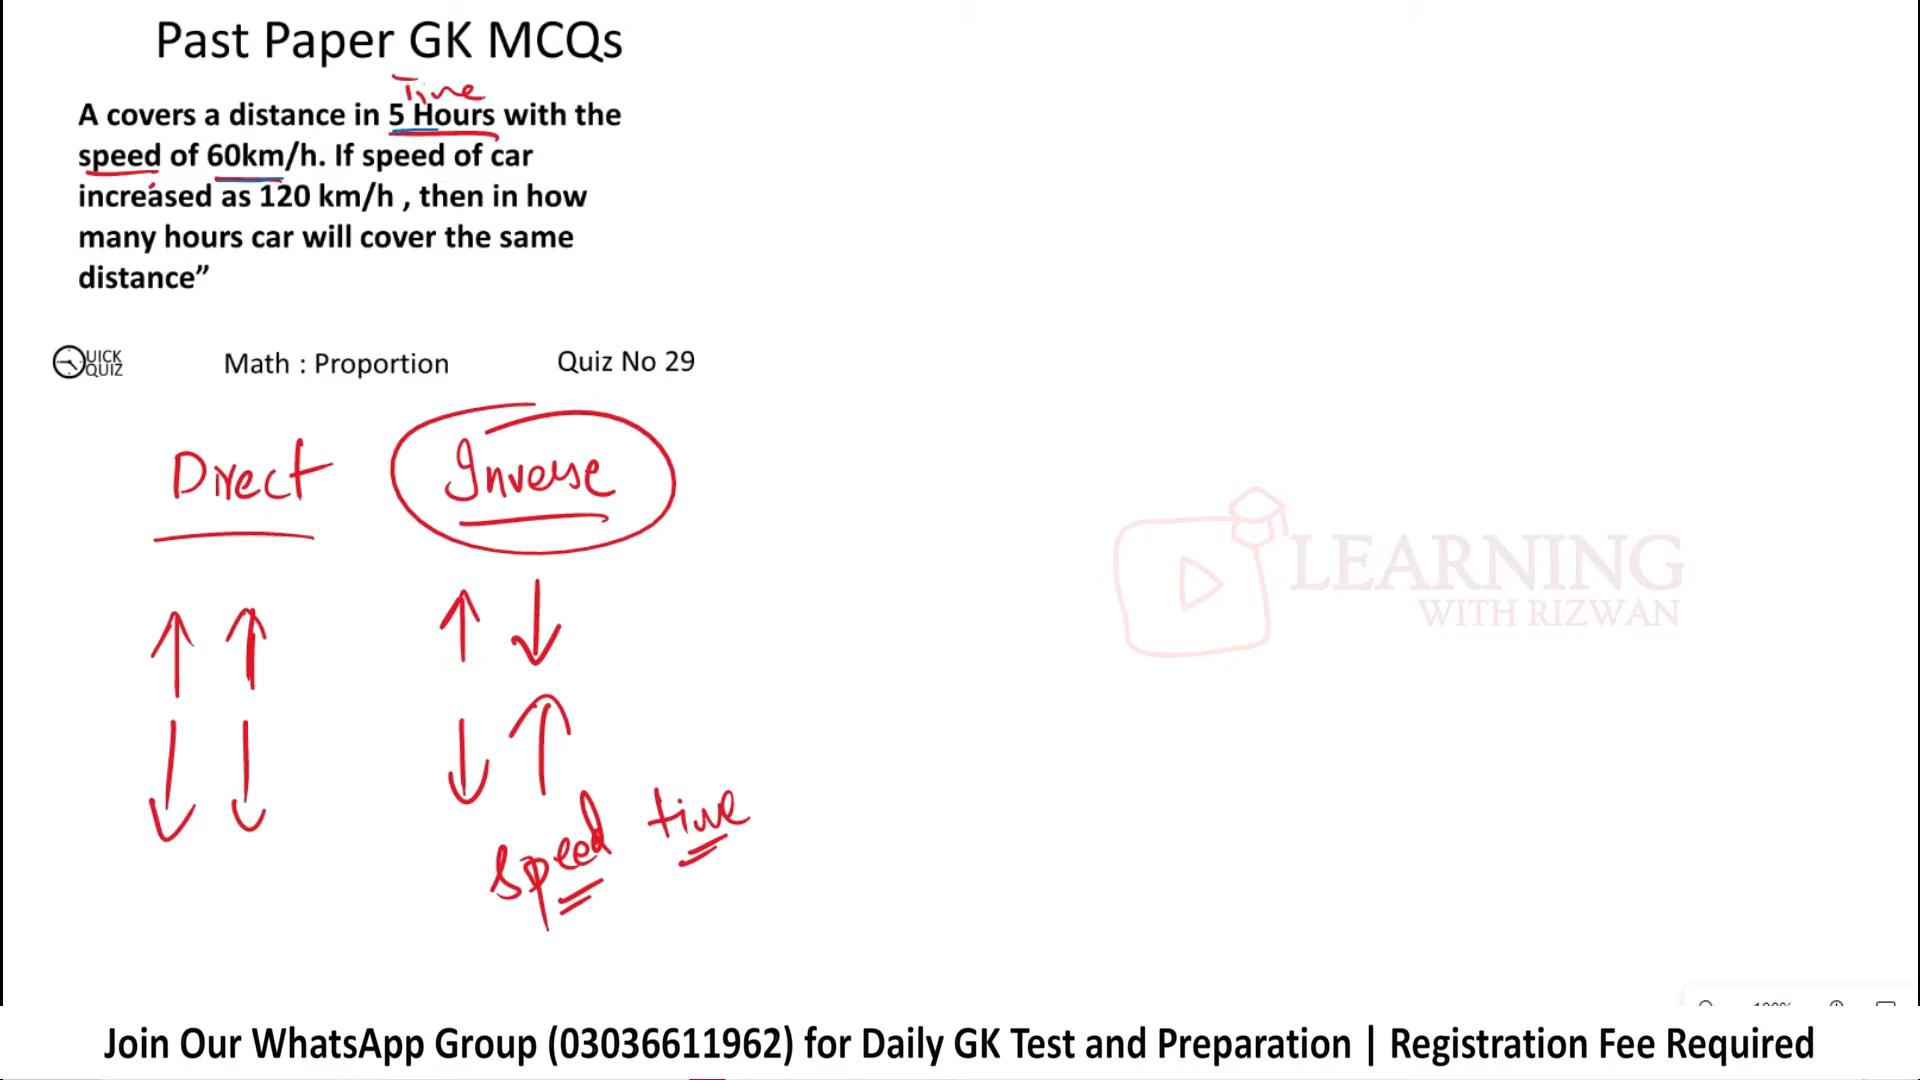 Past Paper GK MCQs
Time
A covers a distance in 5 Hours with the
speed of 60km/h. If speed of car
increased as 120 km/h , then in how
many hours car will cover the same
distance”
UICK
QUIZ
Math : Proportion
Quiz No 29
Direct
Inverse
speed time
LEARNING
WITH RIZWAN
Join Our WhatsApp Group (03036611962) for Daily GK Test and Preparation | Registration Fee Required